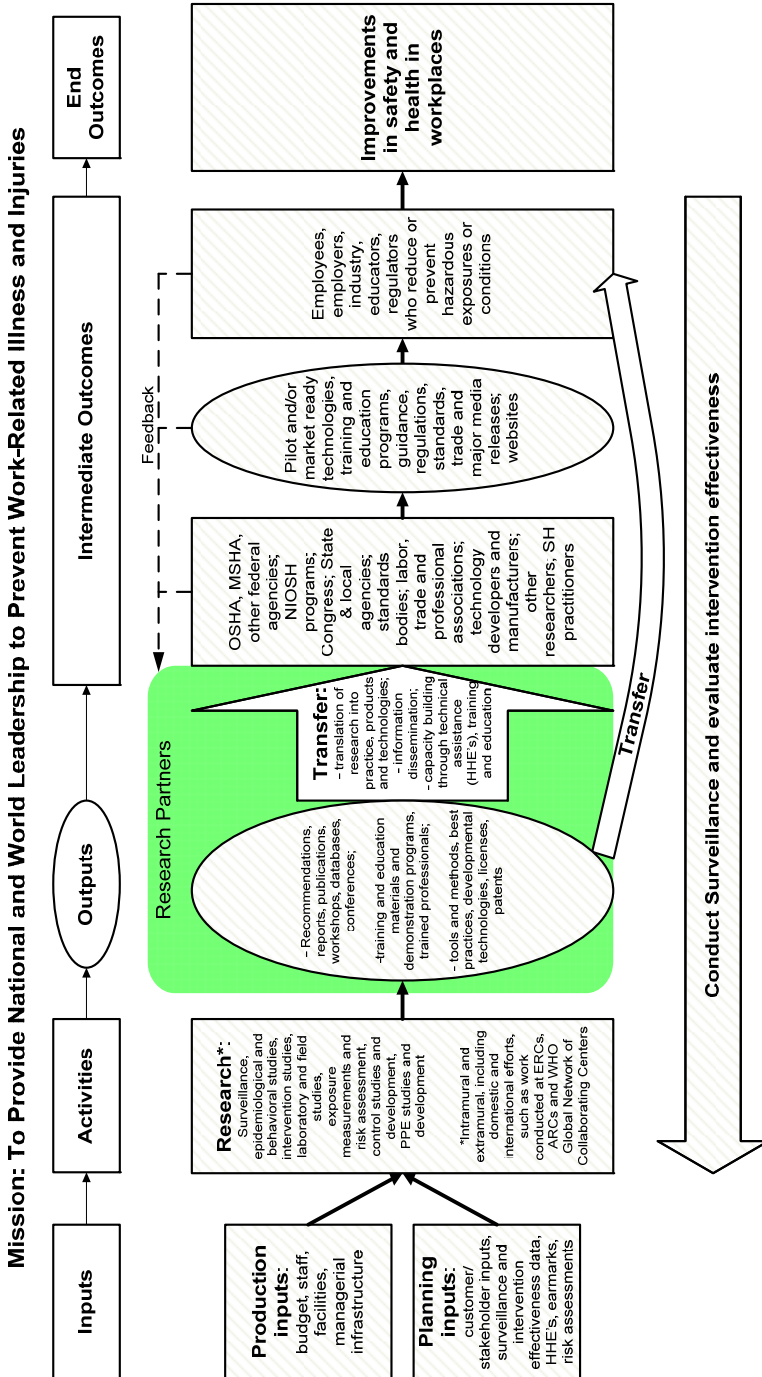 Mission: To Provide National and World Leadership to Prevent Work-Related Illness and Injuries
Inputs
Activities
Outputs
Intermediate Outcomes
End
Outcomes
Production
inputs:
budget, staff,
facilities,
managerial
infrastructure
Planning
inputs:
customer/
stakeholder inputs,
surveillance and
intervention
effectiveness data,
HHE's, earmarks,
risk assessments
Research*:
Surveillance,
epidemiological and
behavioral studies,
intervention studies,
laboratory and field
studies,
exposure
measurements and
risk assessment,
control studies and
development,
PPE studies and
development
*Intramural and
extramural, including
domestic and
international efforts,
such as work
conducted at ERCs,
ARCs and WHO
Global Network of
Collaborating Centers
Research Partners
- Recommendations,
reports, publications,
workshops, databases,
conferences;
-training and education
materials and
demonstration programs,
trained professionals;
- tools and methods, best
practices, developmental
technologies, licenses,
patents
Transfer:
- translation of
research into
practice, products
and technologies;
- information
dissemination;
- capacity building
through technical
assistance
(HHE's), training
and education
Feedback
OSHA, MSHA,
other federal
agencies;
NIOSH
programs;
Congress; State
& local
agencies;
standards
bodies; labor,
trade and
professional
associations;
technology
developers and
manufacturers;
other
researchers, SH
practitioners
Pilot and/or
market ready
technologies,
training and
education
programs,
guidance,
regulations,
standards,
trade and
major media
releases;
websites
Employees,
employers,
industry,
educators,
regulators
who reduce or
prevent
hazardous
exposures or
conditions
Improvements
in safety and
health in
workplaces
Transfer
Conduct Surveillance and evaluate intervention effectiveness